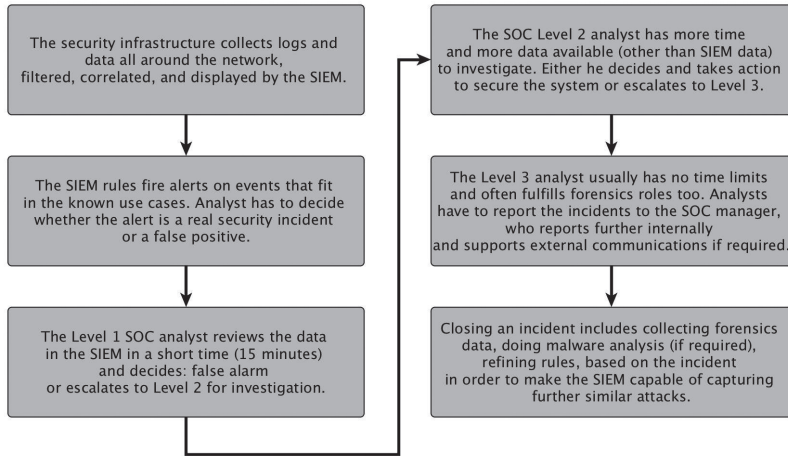 The security infrastructure collects logs and
data all around the network,
filtered, correlated, and displayed by the SIEM.
The SIEM rules fire alerts on events that fit
in the known use cases. Analyst has to decide
whether the alert is a real security incident
or a false positive.
The Level 1 SOC analyst reviews the data
in the SIEM in a short time (15 minutes)
and decides: false alarm
or escalates to Level 2 for investigation.
The SOC Level 2 analyst has more time
and more data available (other than SIEM data)
to investigate. Either he decides and takes action
to secure the system or escalates to Level 3.
The Level 3 analyst usually has no time limits
and often fulfills forensics roles too. Analysts
have to report the incidents to the SOC manager,
who reports further internally
and supports external communications if required.
Closing an incident includes collecting forensics
data, doing malware analysis (if required),
refining rules, based on the incident
in order to make the SIEM capable of capturing
further similar attacks.